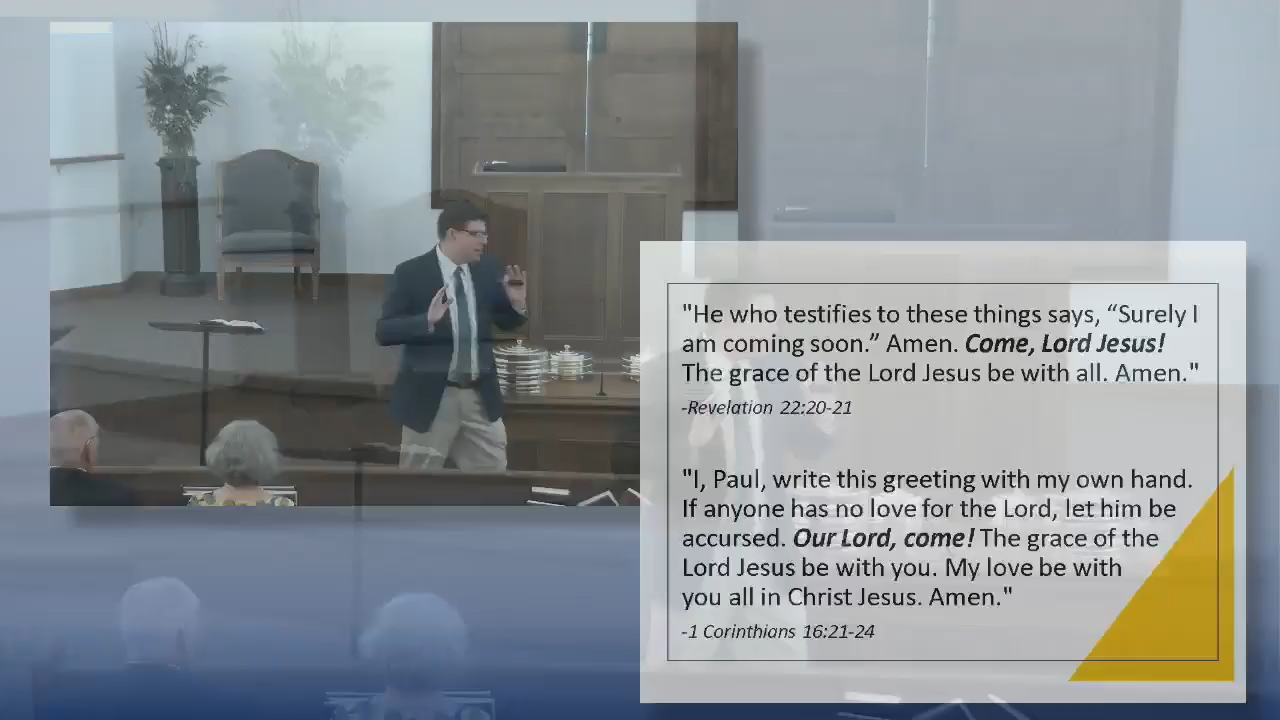 "He who testifies to these things says, “Surely I
am coming soon.” Amen. Come, Lord Jesus!
The grace of the Lord Jesus be with all. Amen."
-Revelation 22:20-21
"I, Paul, write this greeting with my own hand.
If anyone has no love for the Lord, let him be
accursed. Our Lord, come! The grace of the
Lord Jesus be with you. My love be with
you all in Christ Jesus. Amen."
-1 Corinthians 16:21-24